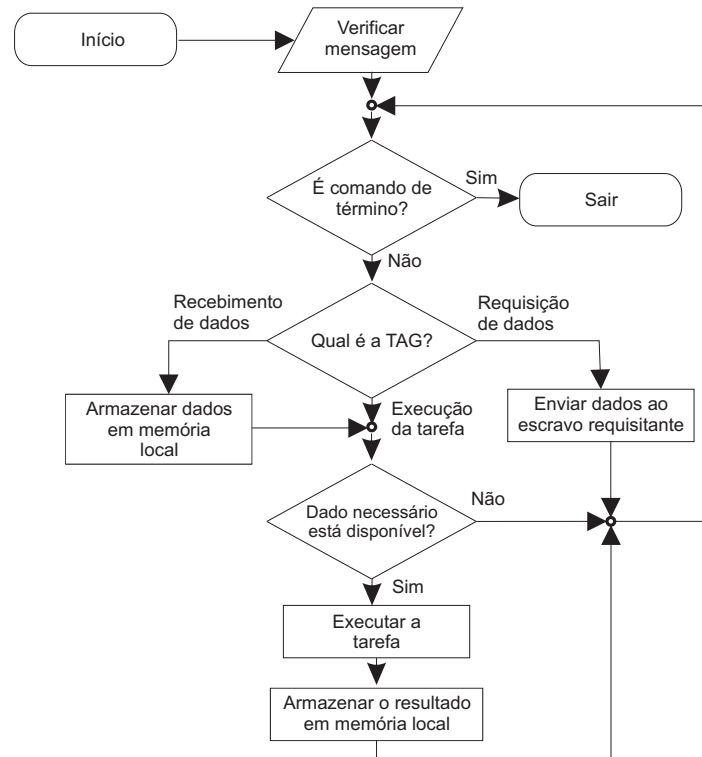 Início
Verificar
mensagem
É comando de
término?
Sim
Sair
Não
Recebimento
de dados
Qual é a TAG?
Requisição
de dados
Armazenar dados
em memória
local
Execução
da tarefa
Enviar dados ao
escravo requisitante
Dado necessário
está disponível?
Não
Sim
Executar a
tarefa
Armazenar o resultado
em memória local